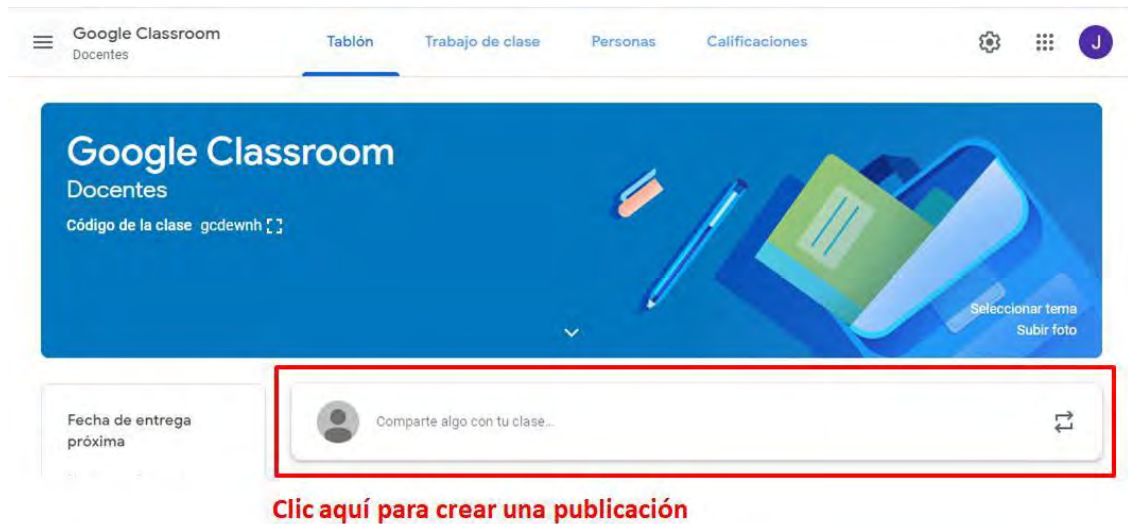 Google Classroom
Docentes
Tablón
Trabajo de clase
Personas
Calificaciones
J
Google Classroom
Docentes
Código de la clase gcdewnh
Seleccionar tema
Subir foto
Fecha de entrega
próxima
Comparte algo con tu clase...
Clic aquí para crear una publicación